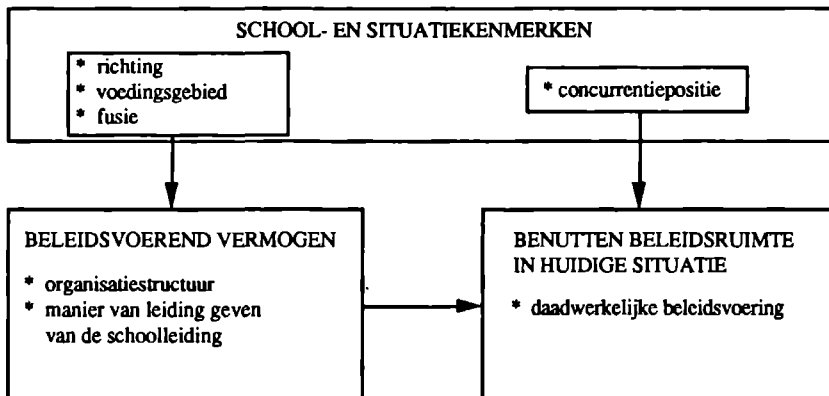 SCHOOL- EN SITUATIEKENMERKEN
* richting
* voedingsgebied
* fusie
* concurrentiepositie
BELEIDSVOEREND VERMOGEN
* organisatiestructuur
* manier van leiding geven
van de schoolleiding
BENUTTEN BELEIDSRUIMTE
IN HUIDIGE SITUATIE
* daadwerkelijke beleidsvoering